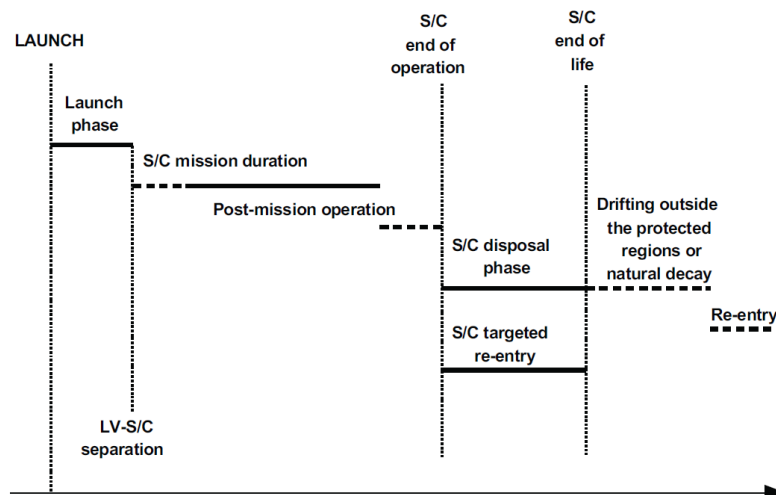 LAUNCH
S/C
end of
operation
S/C
end of
life
Launch
phase
S/C mission duration
Post-mission operation
Drifting outside
the protected
regions or
natural decay
S/C disposal
phase
Re-entry
S/C targeted
re-entry
LV-S/C
separation